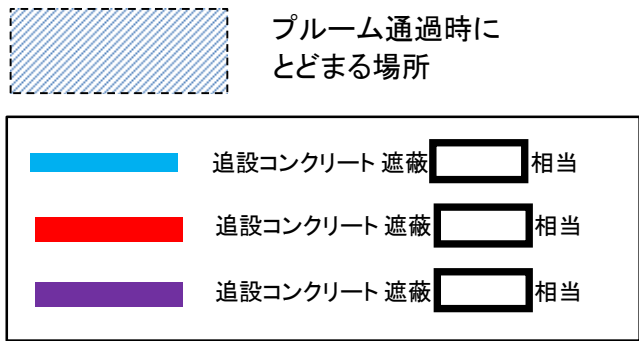 プルーム通過時に
とどまる場所
追設コンクリート 遮蔽 相当
追設コンクリート 遮蔽 相当
追設コンクリート 遮蔽 相当